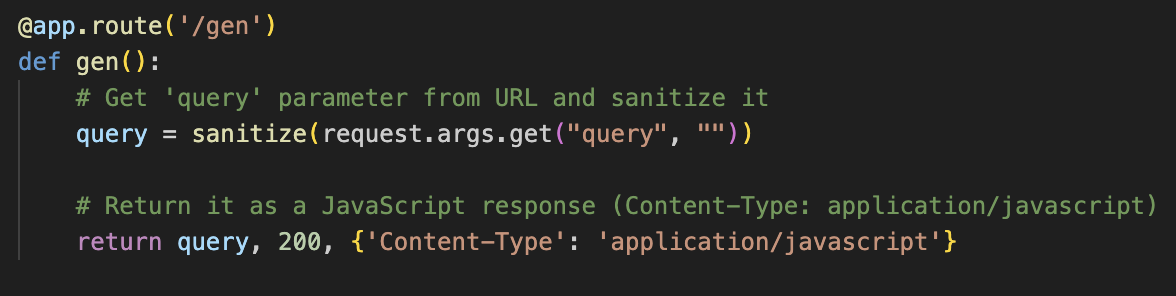 @app.route('/gen')
def gen():
    # Get 'query' parameter from URL and sanitize it
    query = sanitize(request.args.get("query", ""))
    # Return it as a JavaScript response (Content-Type: application/javascript)
    return query, 200, {'Content-Type': 'application/javascript'}